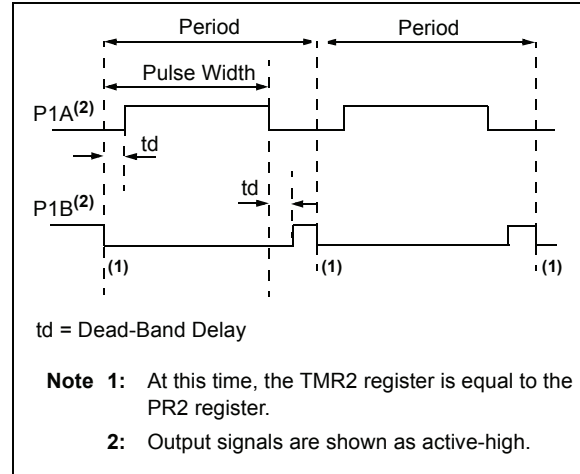 Period Period
Pulse Width
P1A(2)
td
td
P1B(2)
(1) (1) (1)
td = Dead-Band Delay
Note 1: At this time, the TMR2 register is equal to the
PR2 register.
2: Output signals are shown as active-high.